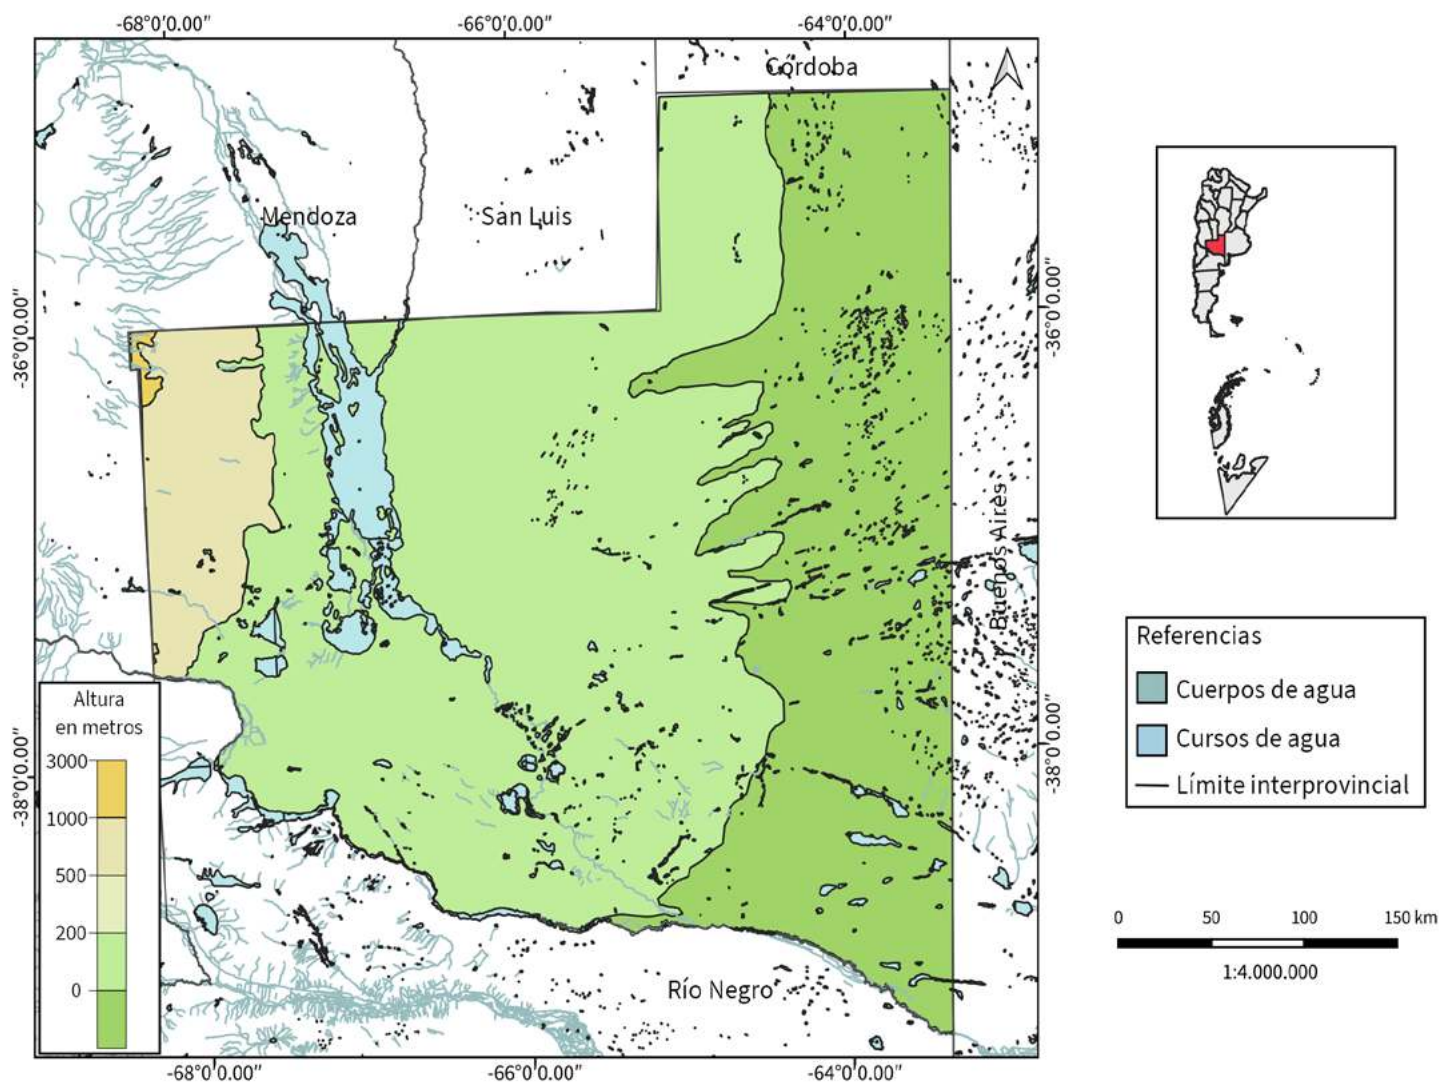 -68°0'0.00"
-66°0'0.00"
-64°0'0.00"
Córdoba
Mendoza
San Luis
-36°0'0.00"
-36°0'0.00"
Buenos Aires
-38°0'0.00"
-38°0'0.00"
Altura
en metros
3000
1000
500
200
0
Río Negro
-68°0'0.00"
-66°0'0.00"
-64°0'0.00"
Referencias
Cuerpos de agua
Cursos de agua
Límite interprovincial
0 50 100 150 km
1:4.000.000